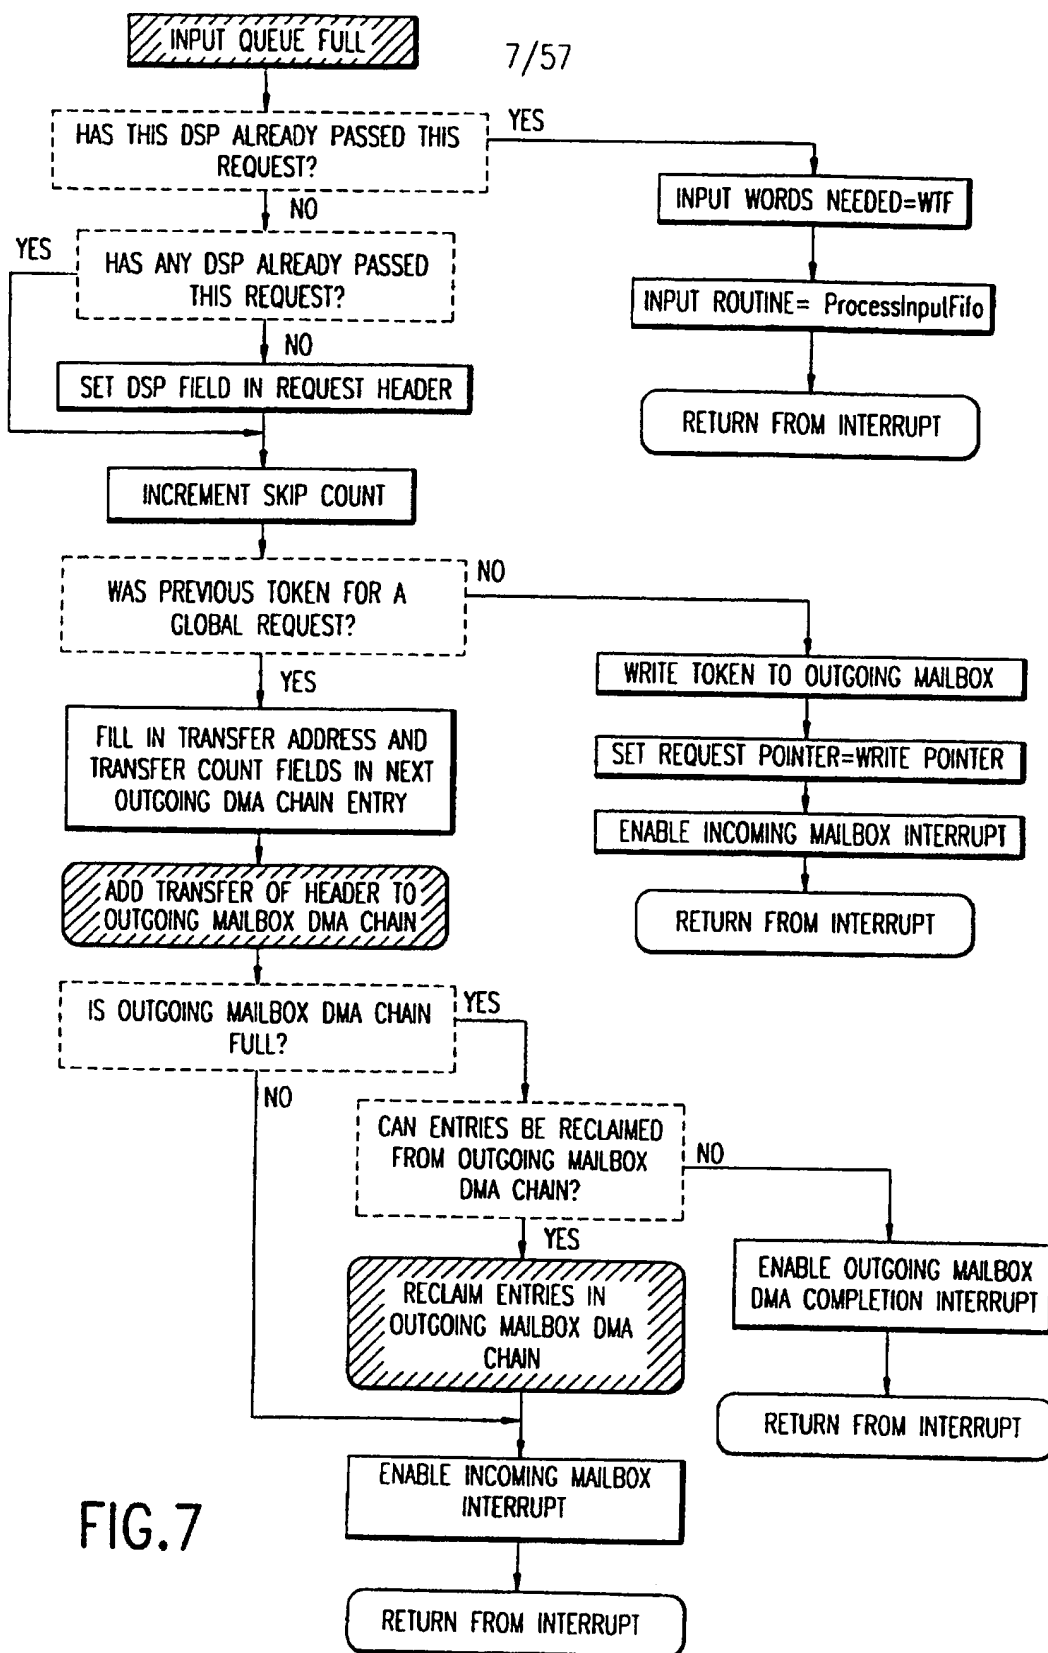 INPUT QUEUE FULL
7/57
HAS THIS DSP ALREADY PASSED THIS
REQUEST?
YES
NO
INPUT WORDS NEEDED=WTF
YES
HAS ANY DSP ALREADY PASSED
THIS REQUEST?
INPUT ROUTINE= ProcessInputFifo
NO
SET DSP FIELD IN REQUEST HEADER
RETURN FROM INTERRUPT
INCREMENT SKIP COUNT
WAS PREVIOUS TOKEN FOR A
GLOBAL REQUEST?
NO
YES
WRITE TOKEN TO OUTGOING MAILBOX
FILL IN TRANSFER ADDRESS AND
TRANSFER COUNT FIELDS IN NEXT
OUTGOING DMA CHAIN ENTRY
SET REQUEST POINTER=WRITE POINTER
ENABLE INCOMING MAILBOX INTERRUPT
ADD TRANSFER OF HEADER TO
OUTGOING MAILBOX DMA CHAIN
RETURN FROM INTERRUPT
IS OUTGOING MAILBOX DMA CHAIN
FULL?
YES
NO
CAN ENTRIES BE RECLAIMED
FROM OUTGOING MAILBOX
DMA CHAIN?
NO
YES
ENABLE OUTGOING MAILBOX
DMA COMPLETION INTERRUPT
RECLAIM ENTRIES IN
OUTGOING MAILBOX DMA
CHAIN
RETURN FROM INTERRUPT
ENABLE INCOMING MAILBOX
INTERRUPT
FIG.7
RETURN FROM INTERRUPT